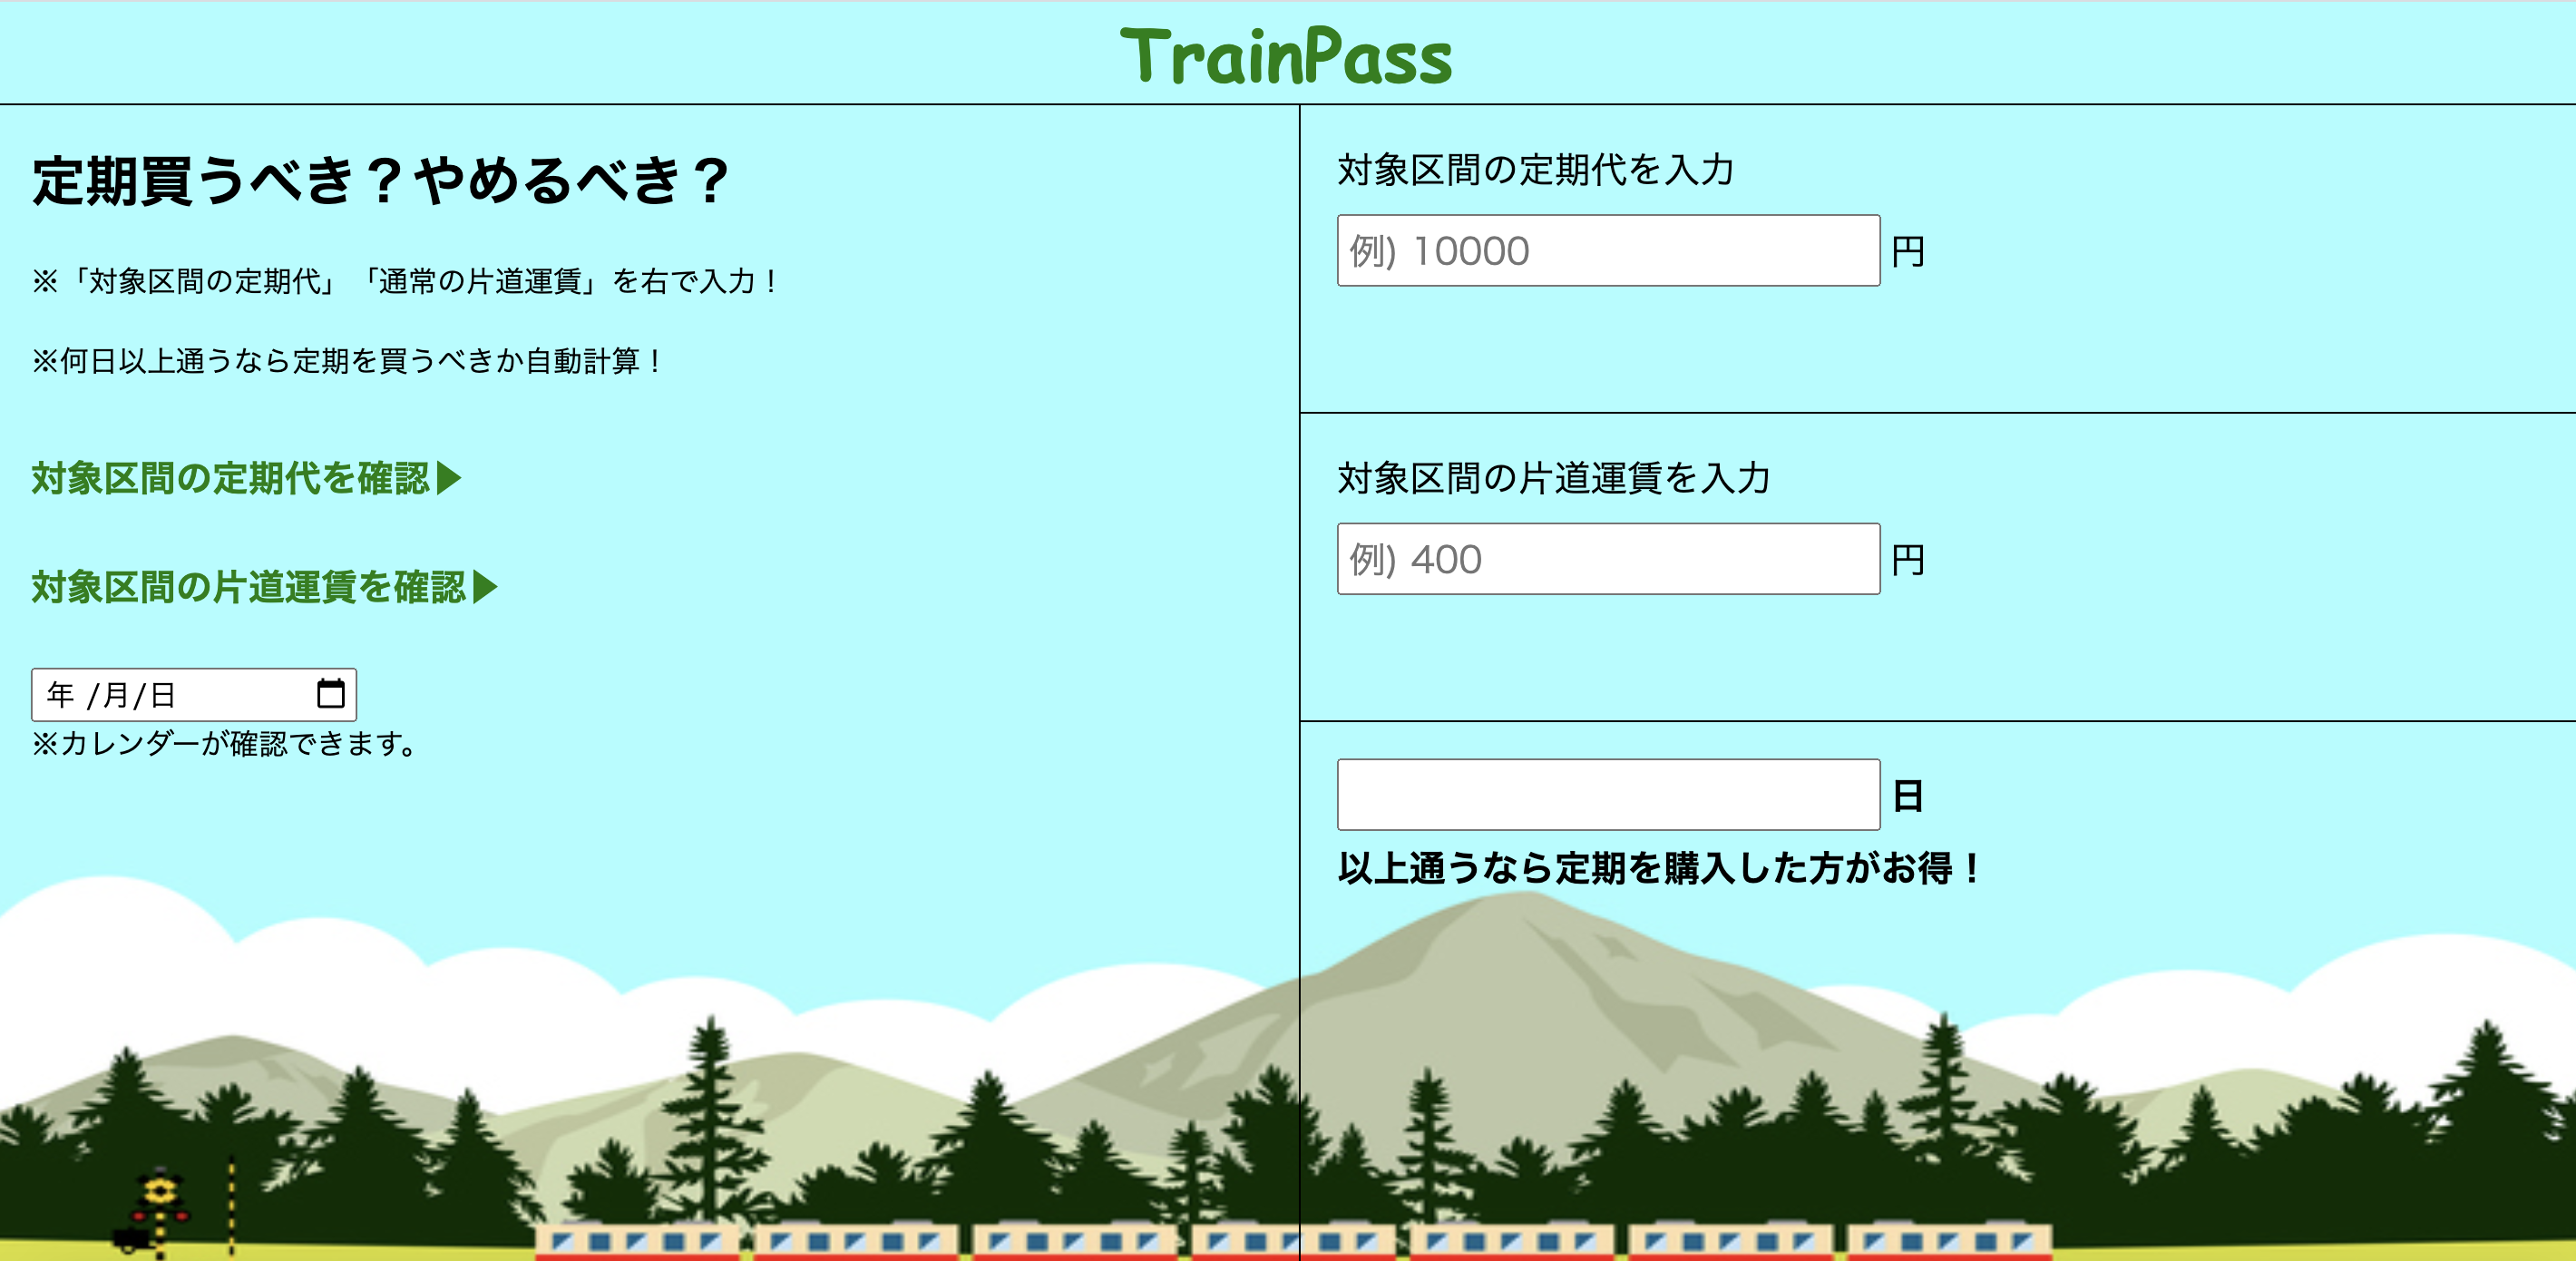 TrainPass
定期買うべき？やめるべき？
※「対象区間の定期代」「通常の片道運賃」を右で入力！
※何日以上通うなら定期を買うべきか自動計算！
対象区間の定期代を確認▶
対象区間の片道運賃を確認▶
年 /月/日
※カレンダーが確認できます。
対象区間の定期代を入力
例) 10000 円
対象区間の片道運賃を入力
例) 400 円
日
以上通うなら定期を購入した方がお得！